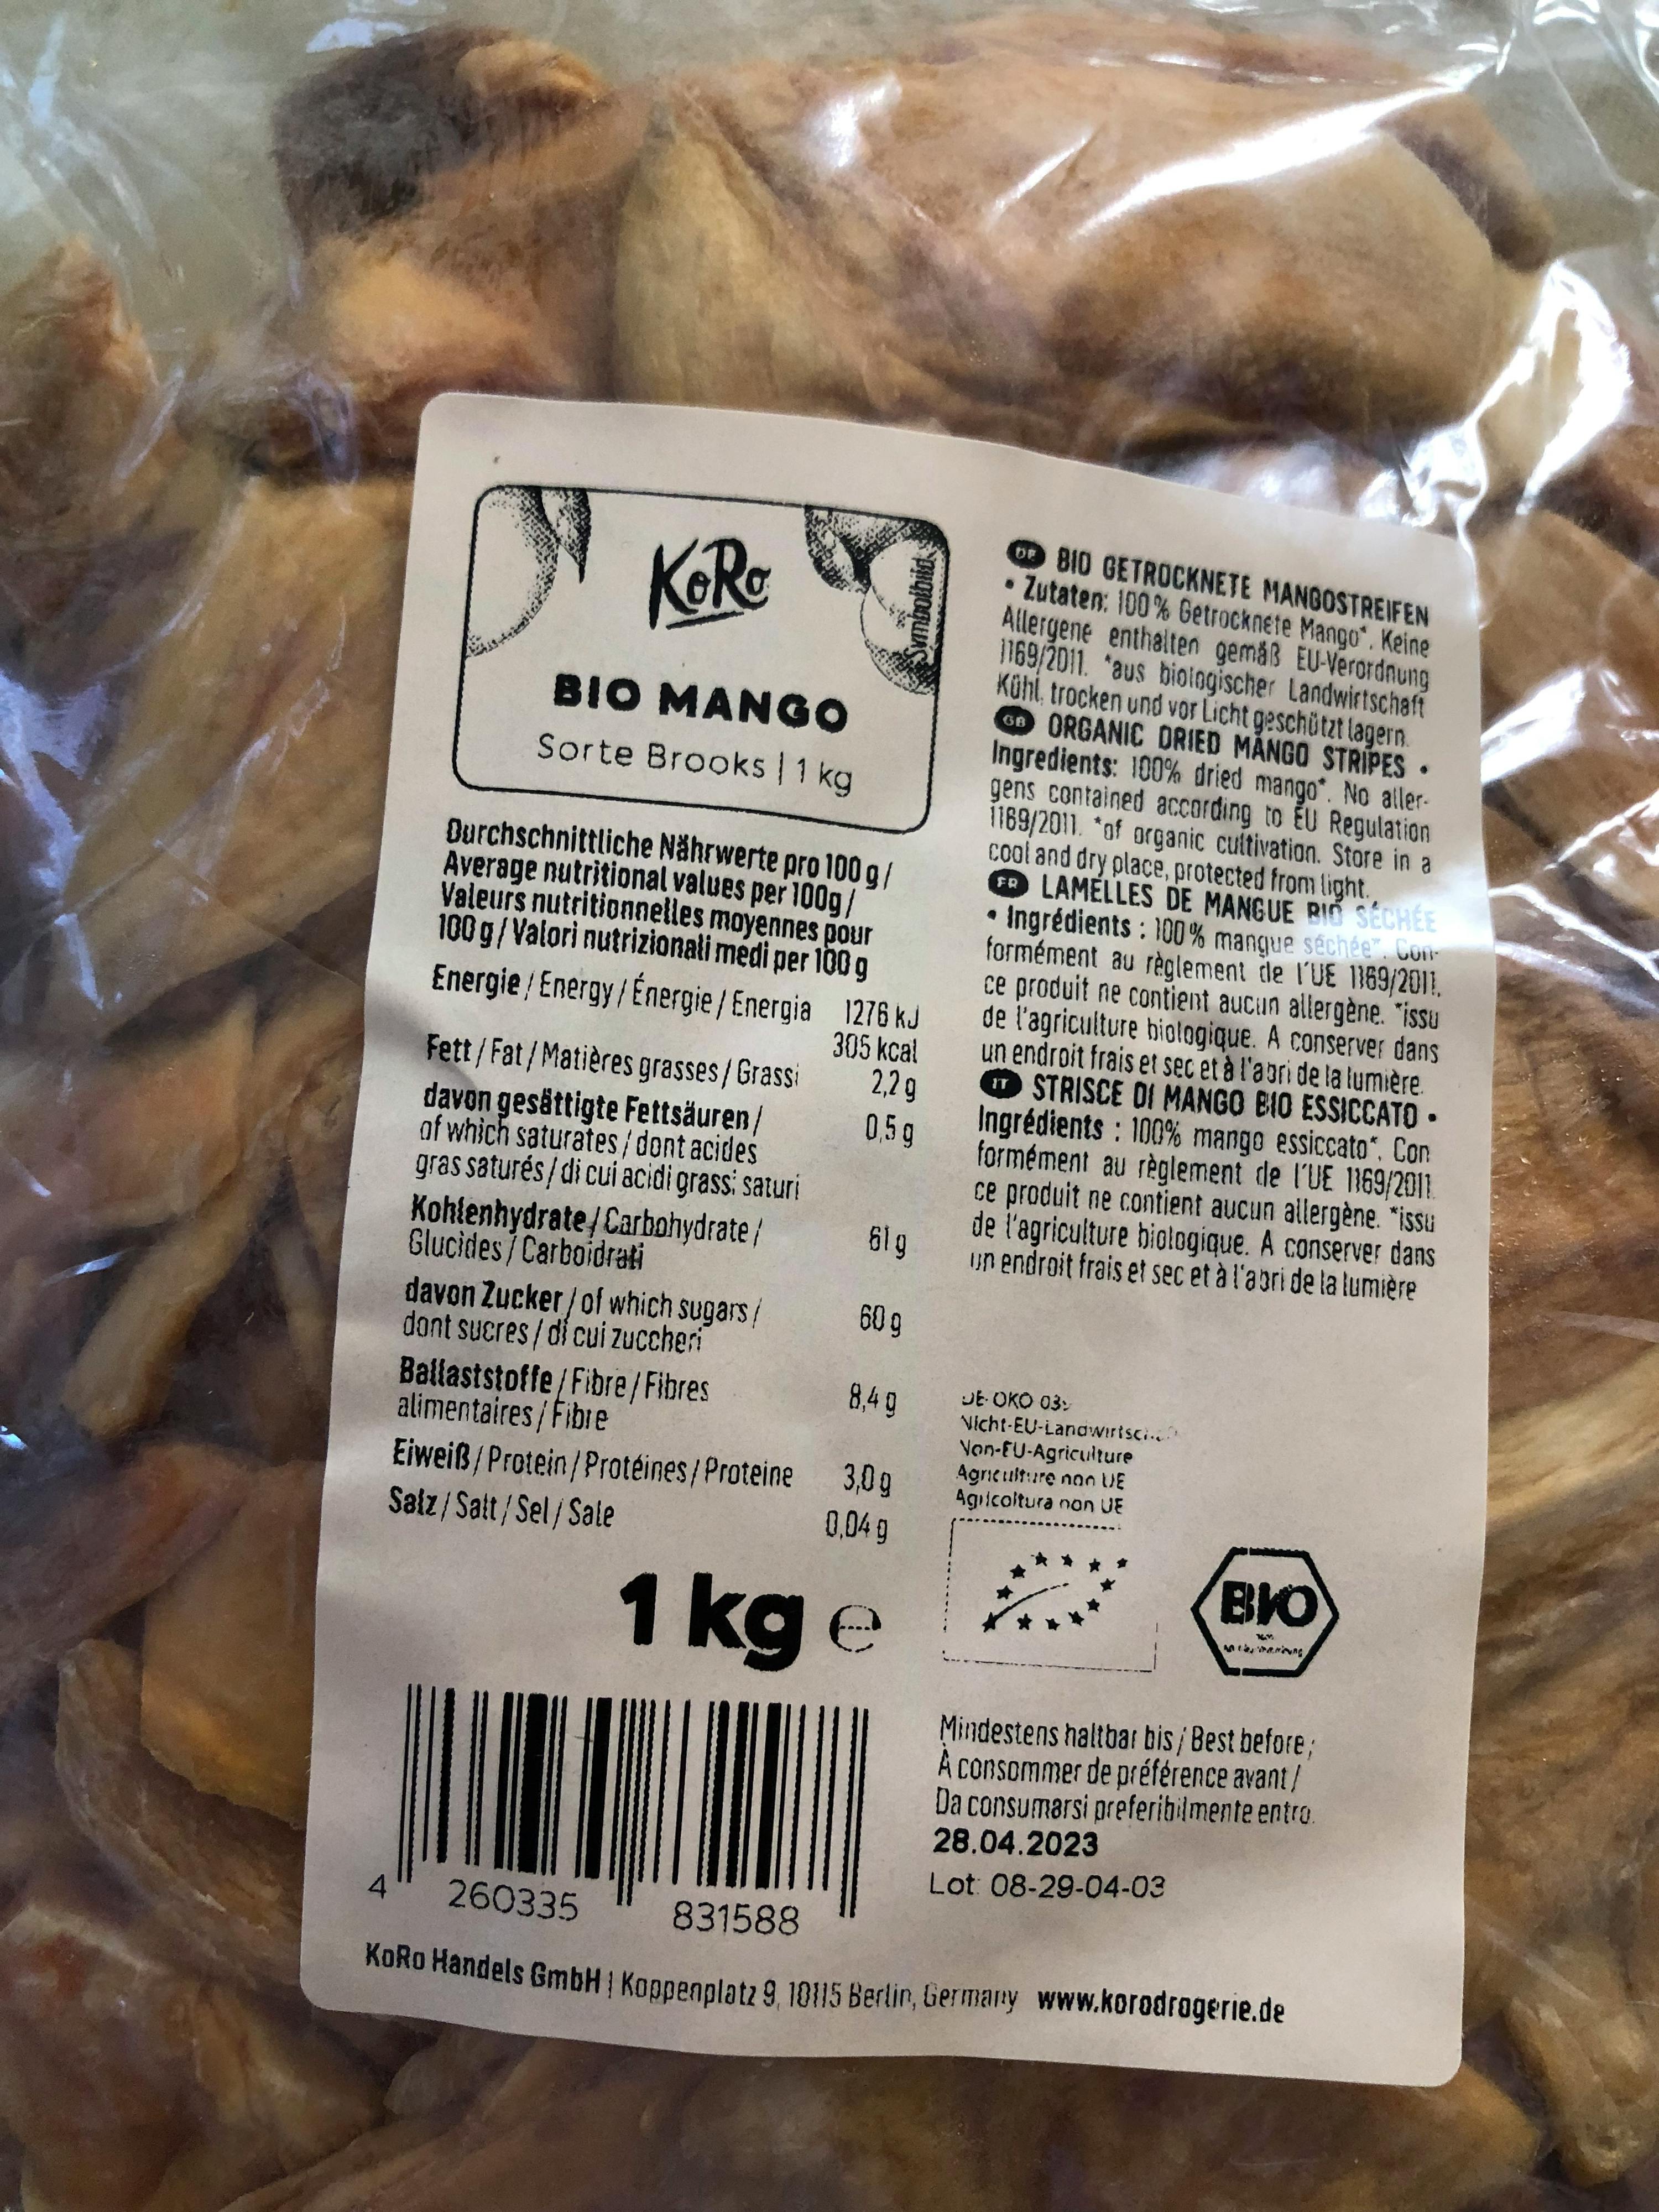 KoRo
Symbolbild
BIO MANGO
Sorte Brooks | 1 kg
Durchschnittliche Nährwerte pro 100 g /
Average nutritional values per 100g /
Valeurs nutritionnelles moyennes pour
100 g / Valori nutrizionali medi per 100 g
Energie / Energy / Énergie / Energia 1276 kJ
305 kcal
Fett / Fat / Matières grasses / Grassi 2,2 g
davon gesättigte Fettsäuren / 0,5 g
of which saturates / dont acides
gras saturés / di cui acidi grassi saturi
Kohlenhydrate / Carbohydrate / 61 g
Glucides / Carboidrati
davon Zucker / of which sugars / 60 g
dont sucres / di cui zuccheri
Ballaststoffe / Fibre / Fibres 8,4 g
alimentaires / Fibre
Eiweiß / Protein / Protéines / Proteine 3,0 g
Salz / Salt / Sel / Sale 0,04 g
1 kg e
4 260335 831588
DE BIO GETROCKNETE MANGOSTREIFEN
• Zutaten: 100% Getrocknete Mango*. Keine
Allergene enthalten gemäß EU-Verordnung
1169/2011. *aus biologischer Landwirtschaft
Kühl, trocken und vor Licht geschützt lagern.
GB ORGANIC DRIED MANGO STRIPES •
Ingredients: 100% dried mango*. No aller-
gens contained according to EU Regulation
1169/2011. *of organic cultivation. Store in a
cool and dry place, protected from light.
FR LAMELLES DE MANGUE BIO SÉCHÉE
• Ingrédients : 100% mangue séchée*. Con-
formément au règlement de l'UE 1169/2011,
ce produit ne contient aucun allergène. *issu
de l'agriculture biologique. A conserver dans
un endroit frais et sec et à l'abri de la lumière.
IT STRISCE DI MANGO BIO ESSICCATO •
Ingrédients : 100% mango essiccato*. Con
formément au règlement de l'UE 1169/2011
ce produit ne contient aucun allergène. *issu
de l'agriculture biologique. A conserver dans
un endroit frais et sec et à l'abri de la lumière
DE-ÖKO
Non-EU-Agriculture
Agriculture non UE
Agricoltura non UE
BIO
Mindestens haltbar bis / Best before /
À consommer de préférence avant /
Da consumarsi preferibilmente entro.
28.04.2023
Lot: 08-29-04-03
KoRo Handels GmbH | Koppenplatz 9, 10115 Berlin, Germany www.korodrogerie.de